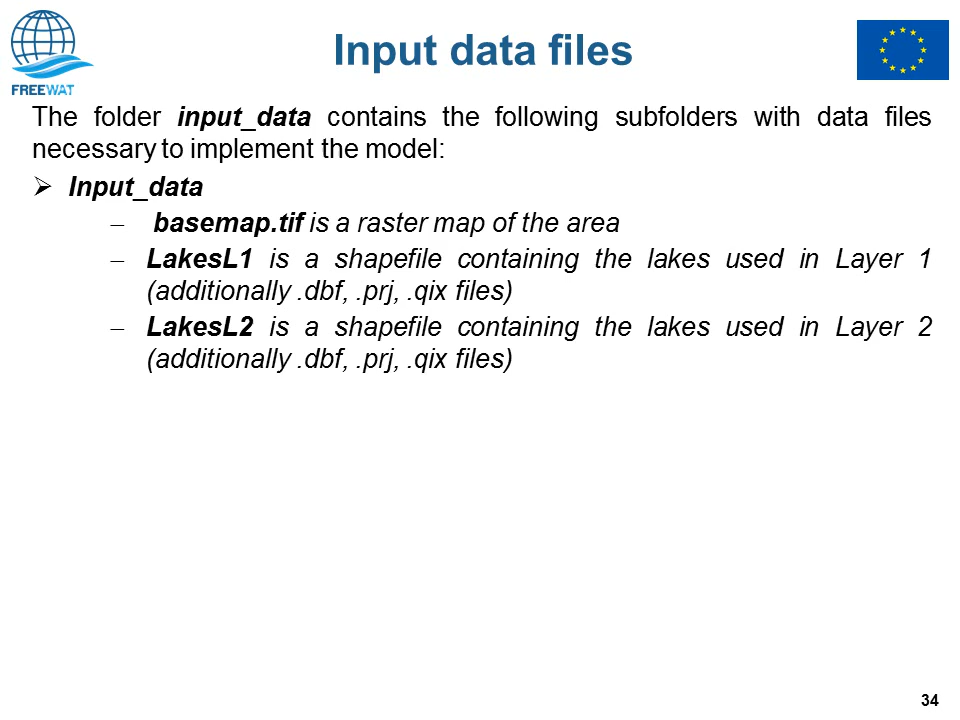 Input data files
FREEWAT
The folder input_data contains the following subfolders with data files
necessary to implement the model:
➢ Input_data
– basemap.tif is a raster map of the area
– LakesL1 is a shapefile containing the lakes used in Layer 1
(additionally .dbf, .prj, .qix files)
– LakesL2 is a shapefile containing the lakes used in Layer 2
(additionally .dbf, .prj, .qix files)
34